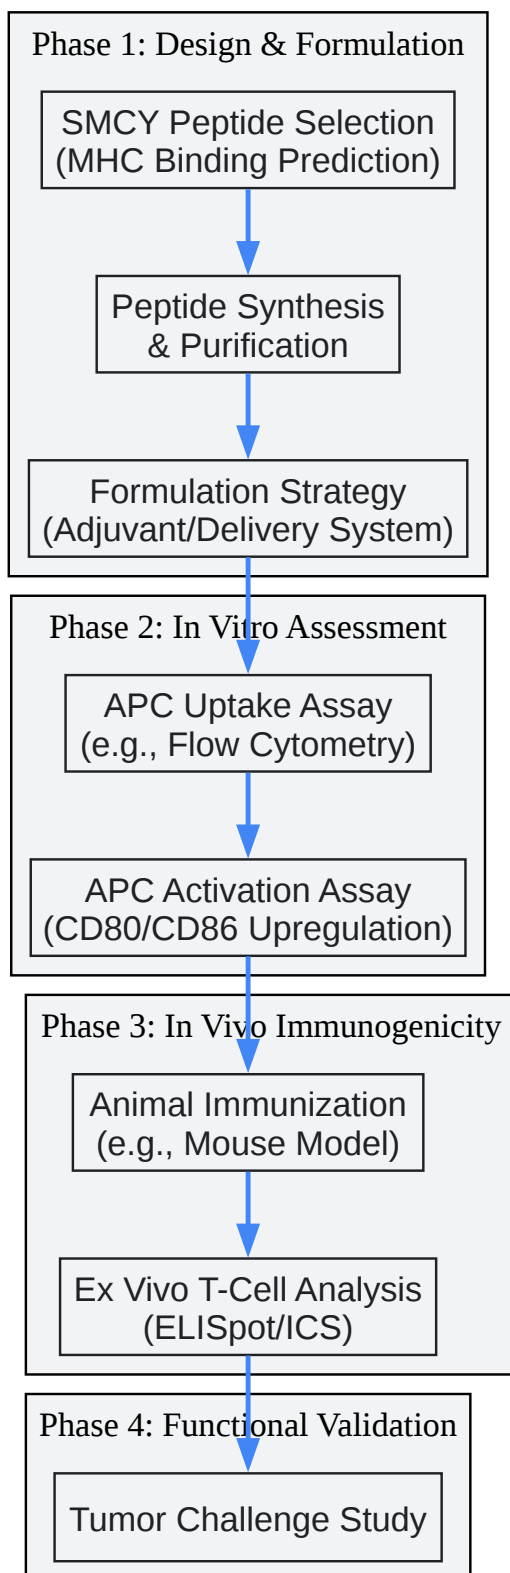 Phase 1: Design & Formulation
SMCY Peptide Selection
(MHC Binding Prediction)
Peptide Synthesis
& Purification
Formulation Strategy
(Adjuvant/Delivery System)
Phase 2: In Vitro Assessment
APC Uptake Assay
(e.g., Flow Cytometry)
APC Activation Assay
(CD80/CD86 Upregulation)
Phase 3: In Vivo Immunogenicity
Animal Immunization
(e.g., Mouse Model)
Ex Vivo T-Cell Analysis
(ELISpot/ICS)
Phase 4: Functional Validation
Tumor Challenge Study